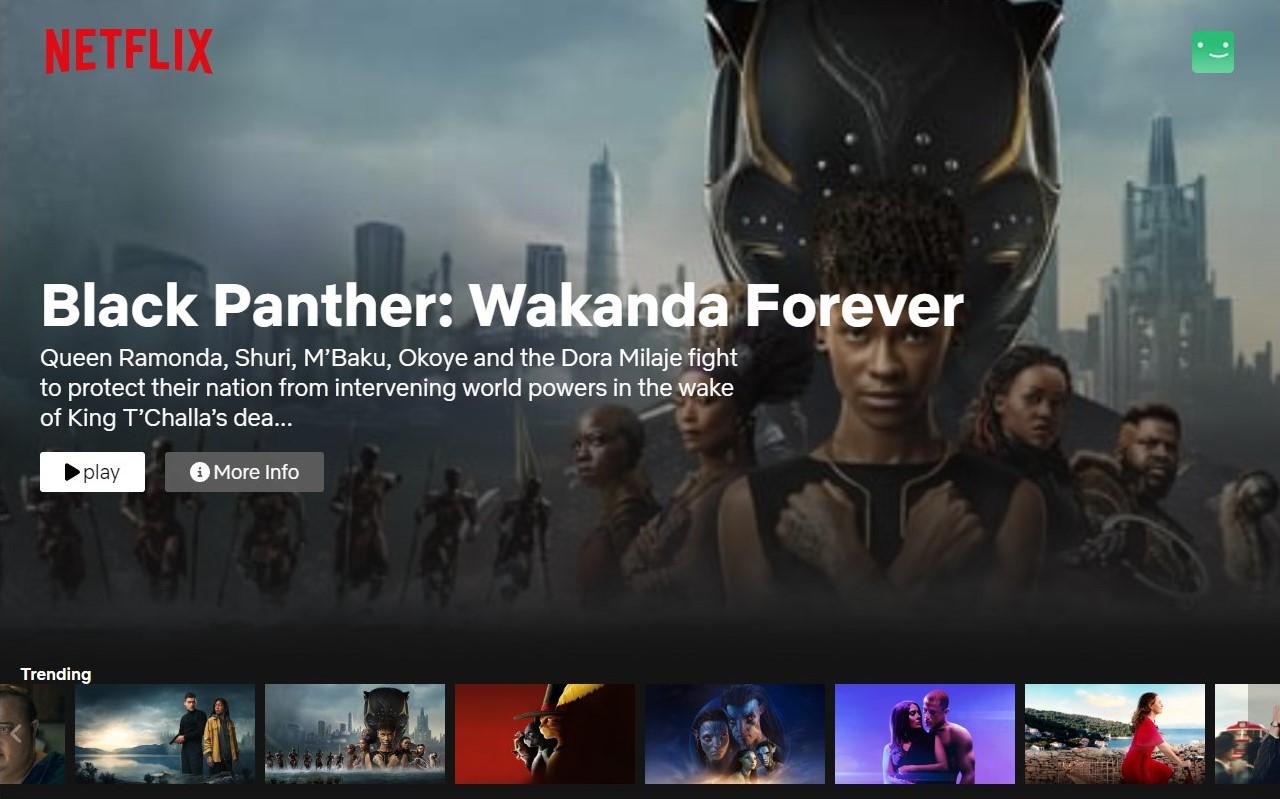 NETFLIX
Black Panther: Wakanda Forever
Queen Ramonda, Shuri, M’Baku, Okoye and the Dora Milaje fight
to protect their nation from intervening world powers in the wake
of King T’Challa’s dea...
play
More Info
Trending